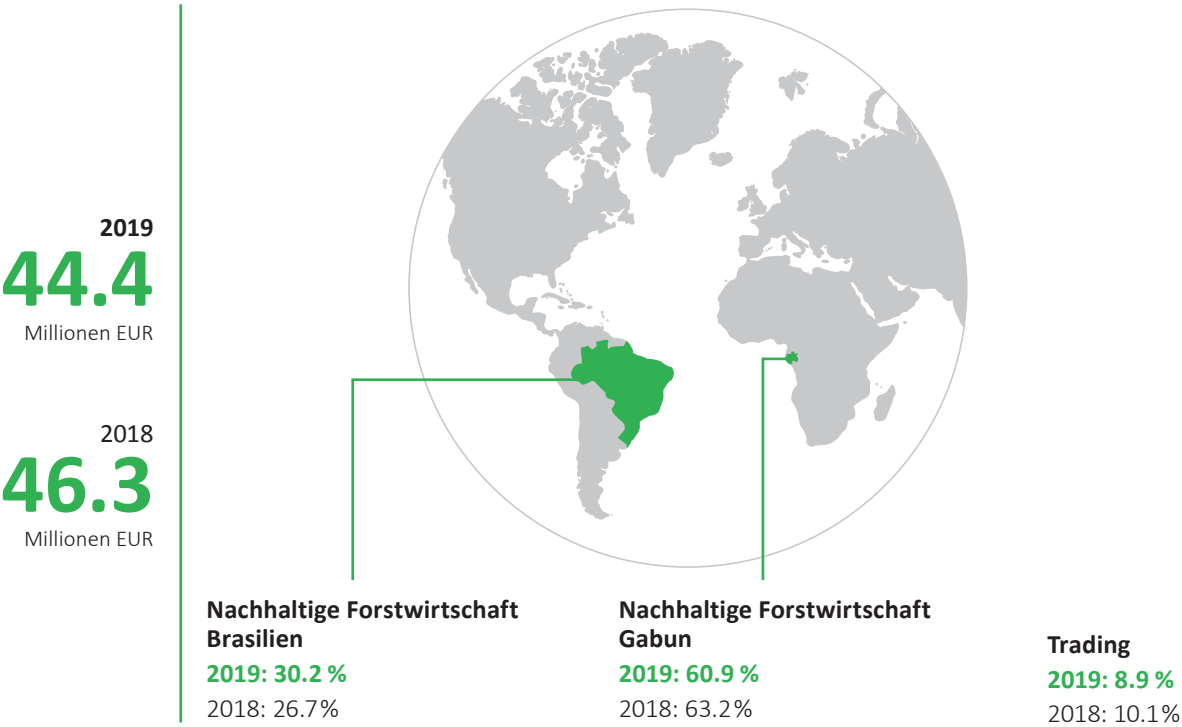 2019
44.4
Millionen EUR
2018
46.3
Millionen EUR
Nachhaltige Forstwirtschaft
Brasilien
2019: 30.2 %
2018: 26.7%
Nachhaltige Forstwirtschaft
Gabun
2019: 60.9 %
2018: 63.2%
Trading
2019: 8.9 %
2018: 10.1%